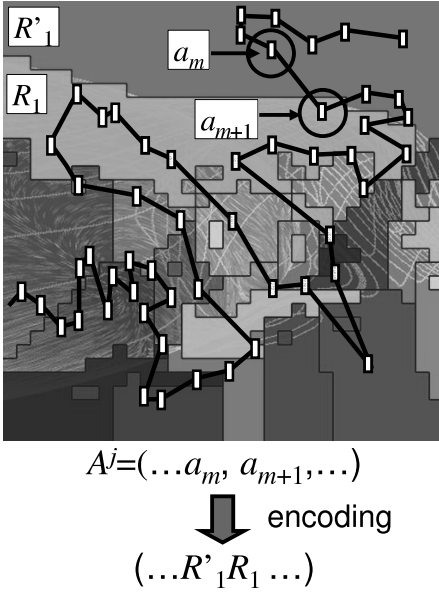 R'₁
aₘ
R₁
aₘ₊₁
Aʲ=(…aₘ, aₘ₊₁,…)
encoding
(…R'₁R₁ …)